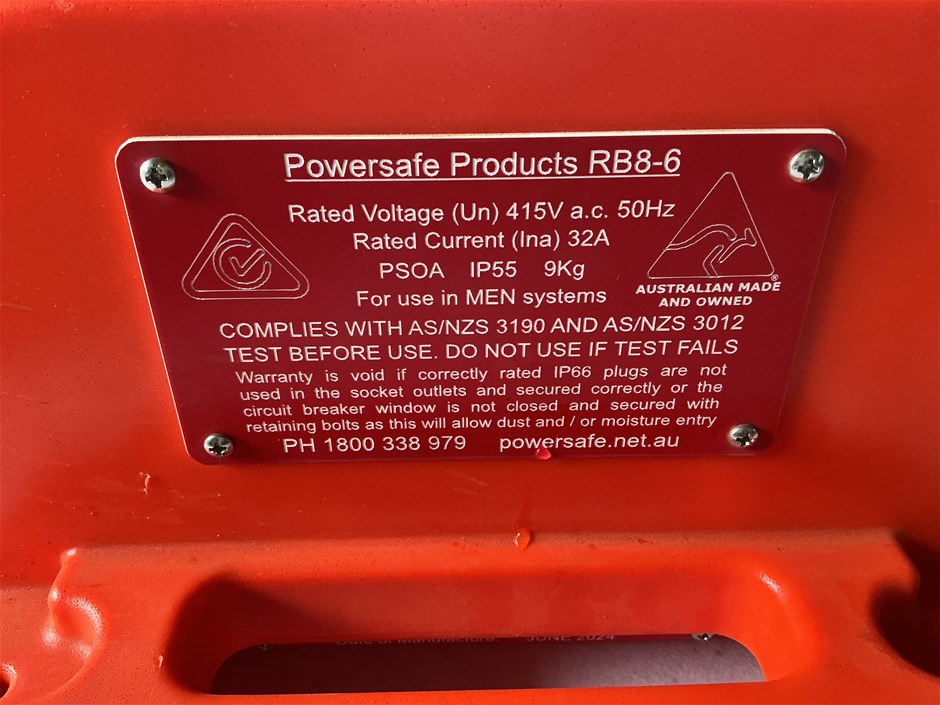 Powersafe Products RB8-6
Rated Voltage (Un) 415V a.c. 50Hz
Rated Current (Ina) 32A
PSOA IP55 9Kg
For use in MEN systems
®
AUSTRALIAN MADE
AND OWNED
COMPLIES WITH AS/NZS 3190 AND AS/NZS 3012
TEST BEFORE USE. DO NOT USE IF TEST FAILS
Warranty is void if correctly rated IP66 plugs are not
used in the socket outlets and secured correctly or the
circuit breaker window is not closed and secured with
retaining bolts as this will allow dust and / or moisture entry
PH 1800 338 979 powersafe.net.au
Date of Manufacture JUNE 2024